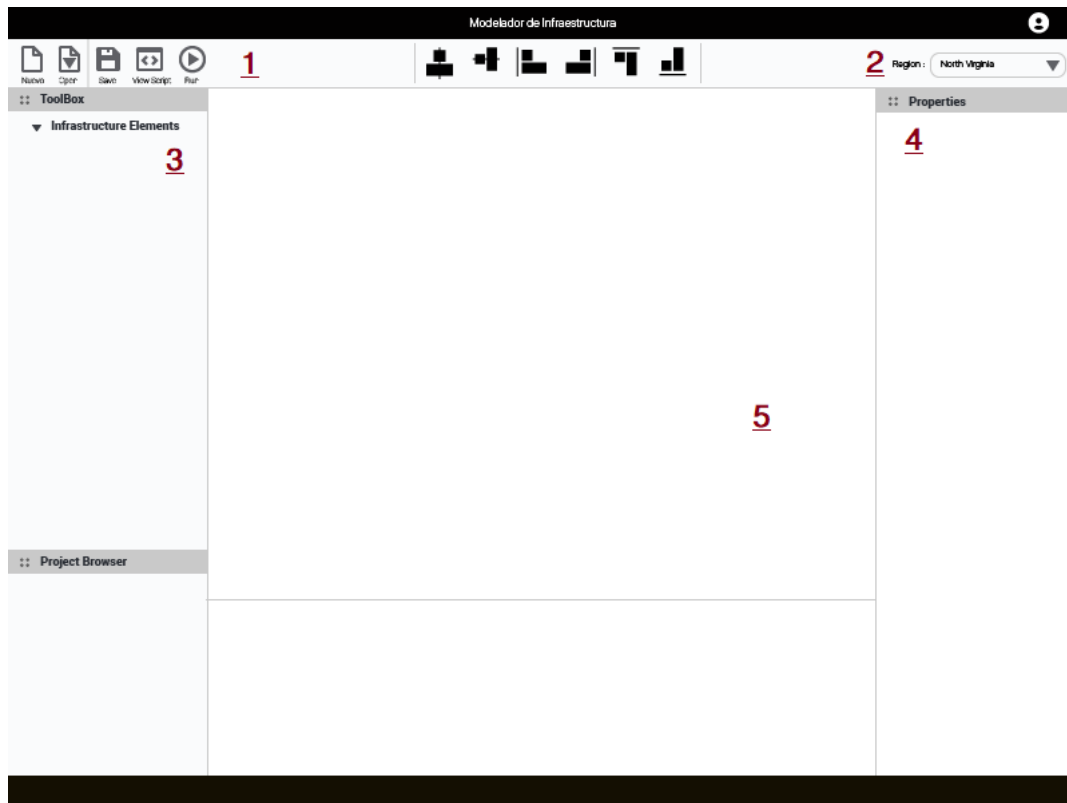 Modelador de Infraestructura
Nuevo Open Save View Script Run 1 2 Region : North Virginia
ToolBox
Properties
Infrastructure Elements
4
3
5
Project Browser